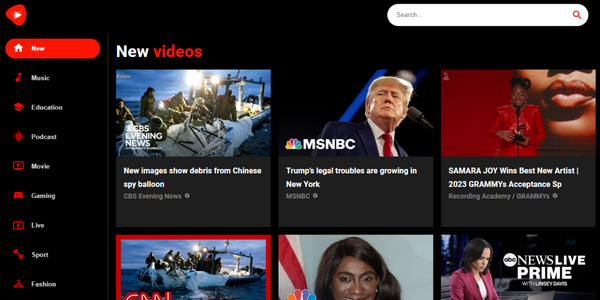 Search...
New
Music
Education
Podcast
Movie
Gaming
Live
Sport
Fashion
New videos
CBS
EVENING
NEWS
New images show debris from Chinese
spy balloon
CBS Evening News
MSNBC
Trump's legal troubles are growing in
New York
MSNBC
SAMARA JOY Wins Best New Artist |
2023 GRAMMYs Acceptance Sp
Recording Academy / GRAMMYs
CNN
abc NEWS LIVE
PRIME
WITH LINSEY DAVIS